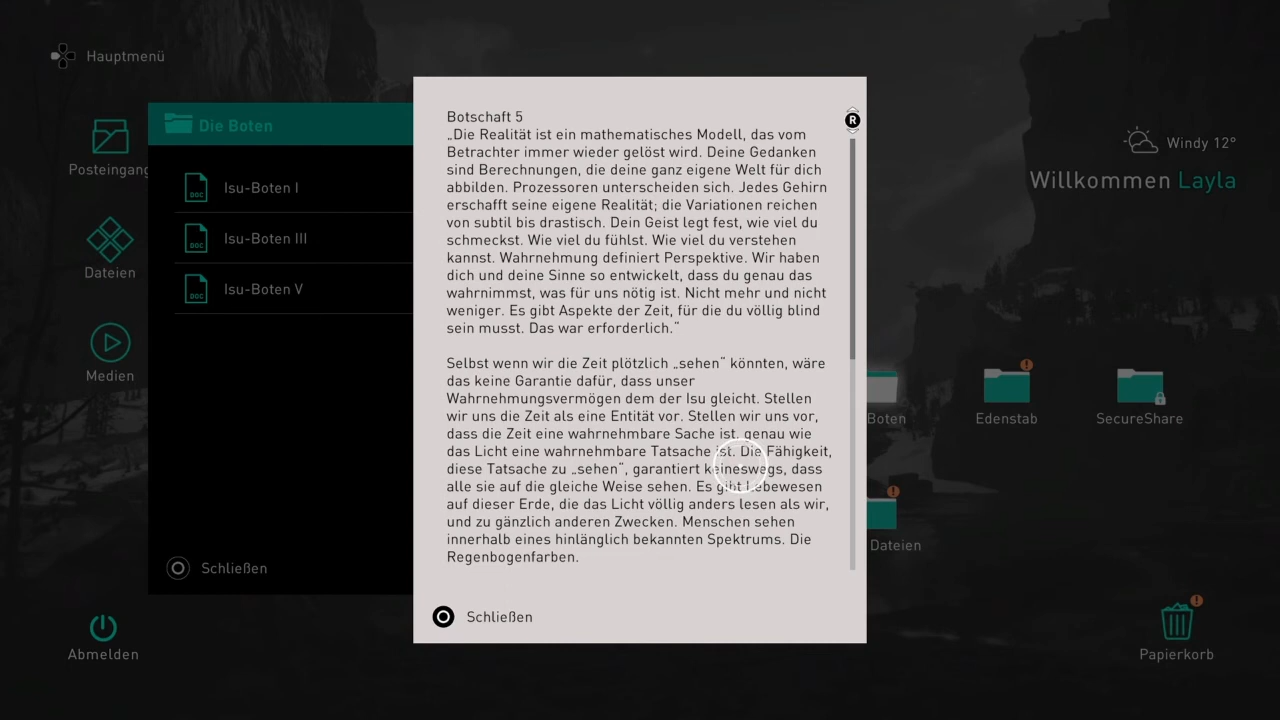 Hauptmenü
Posteingang
Dateien
Medien
Abmelden
Die Boten
Isu-Boten I
Isu-Boten III
Isu-Boten V
DOC
DOC
DOC
Schließen
Botschaft 5
„Die Realität ist ein mathematisches Modell, das vom
Betrachter immer wieder gelöst wird. Deine Gedanken
sind Berechnungen, die deine ganz eigene Welt für dich
abbilden. Prozessoren unterscheiden sich. Jedes Gehirn
erschafft seine eigene Realität; die Variationen reichen
von subtil bis drastisch. Dein Geist legt fest, wie viel du
schmeckst. Wie viel du fühlst. Wie viel du verstehen
kannst. Wahrnehmung definiert Perspektive. Wir haben
dich und deine Sinne so entwickelt, dass du genau das
wahrnimmst, was für uns nötig ist. Nicht mehr und nicht
weniger. Es gibt Aspekte der Zeit, für die du völlig blind
sein musst. Das war erforderlich.“
Selbst wenn wir die Zeit plötzlich „sehen“ könnten, wäre
das keine Garantie dafür, dass unser
Wahrnehmungsvermögen dem der Isu gleicht. Stellen
wir uns die Zeit als eine Entität vor. Stellen wir uns vor,
dass die Zeit eine wahrnehmbare Sache ist, genau wie
das Licht eine wahrnehmbare Tatsache ist. Die Fähigkeit,
diese Tatsache zu „sehen“, garantiert keineswegs, dass
alle sie auf die gleiche Weise sehen. Es gibt Lebewesen
auf dieser Erde, die das Licht völlig anders lesen als wir,
und zu gänzlich anderen Zwecken. Menschen sehen
innerhalb eines hinlänglich bekannten Spektrums. Die
Regenbogenfarben.
R
Schließen
Windy 12°
Willkommen Layla
Boten
Edenstab
SecureShare
Dateien
Papierkorb